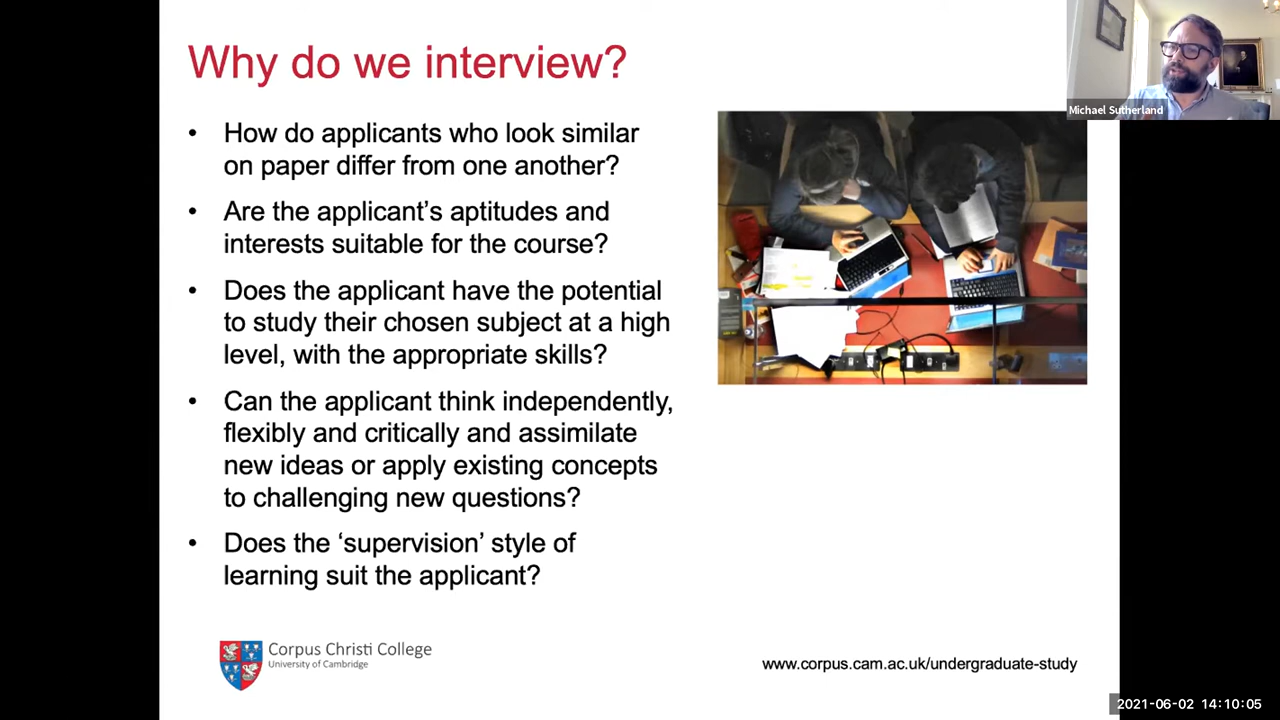 Why do we interview?
• How do applicants who look similar
on paper differ from one another?
• Are the applicant’s aptitudes and
interests suitable for the course?
• Does the applicant have the potential
to study their chosen subject at a high
level, with the appropriate skills?
• Can the applicant think independently,
flexibly and critically and assimilate
new ideas or apply existing concepts
to challenging new questions?
• Does the ‘supervision’ style of
learning suit the applicant?
Michael Sutherland
Corpus Christi College
University of Cambridge
www.corpus.cam.ac.uk/undergraduate-study
2021-06-02 14:10:05